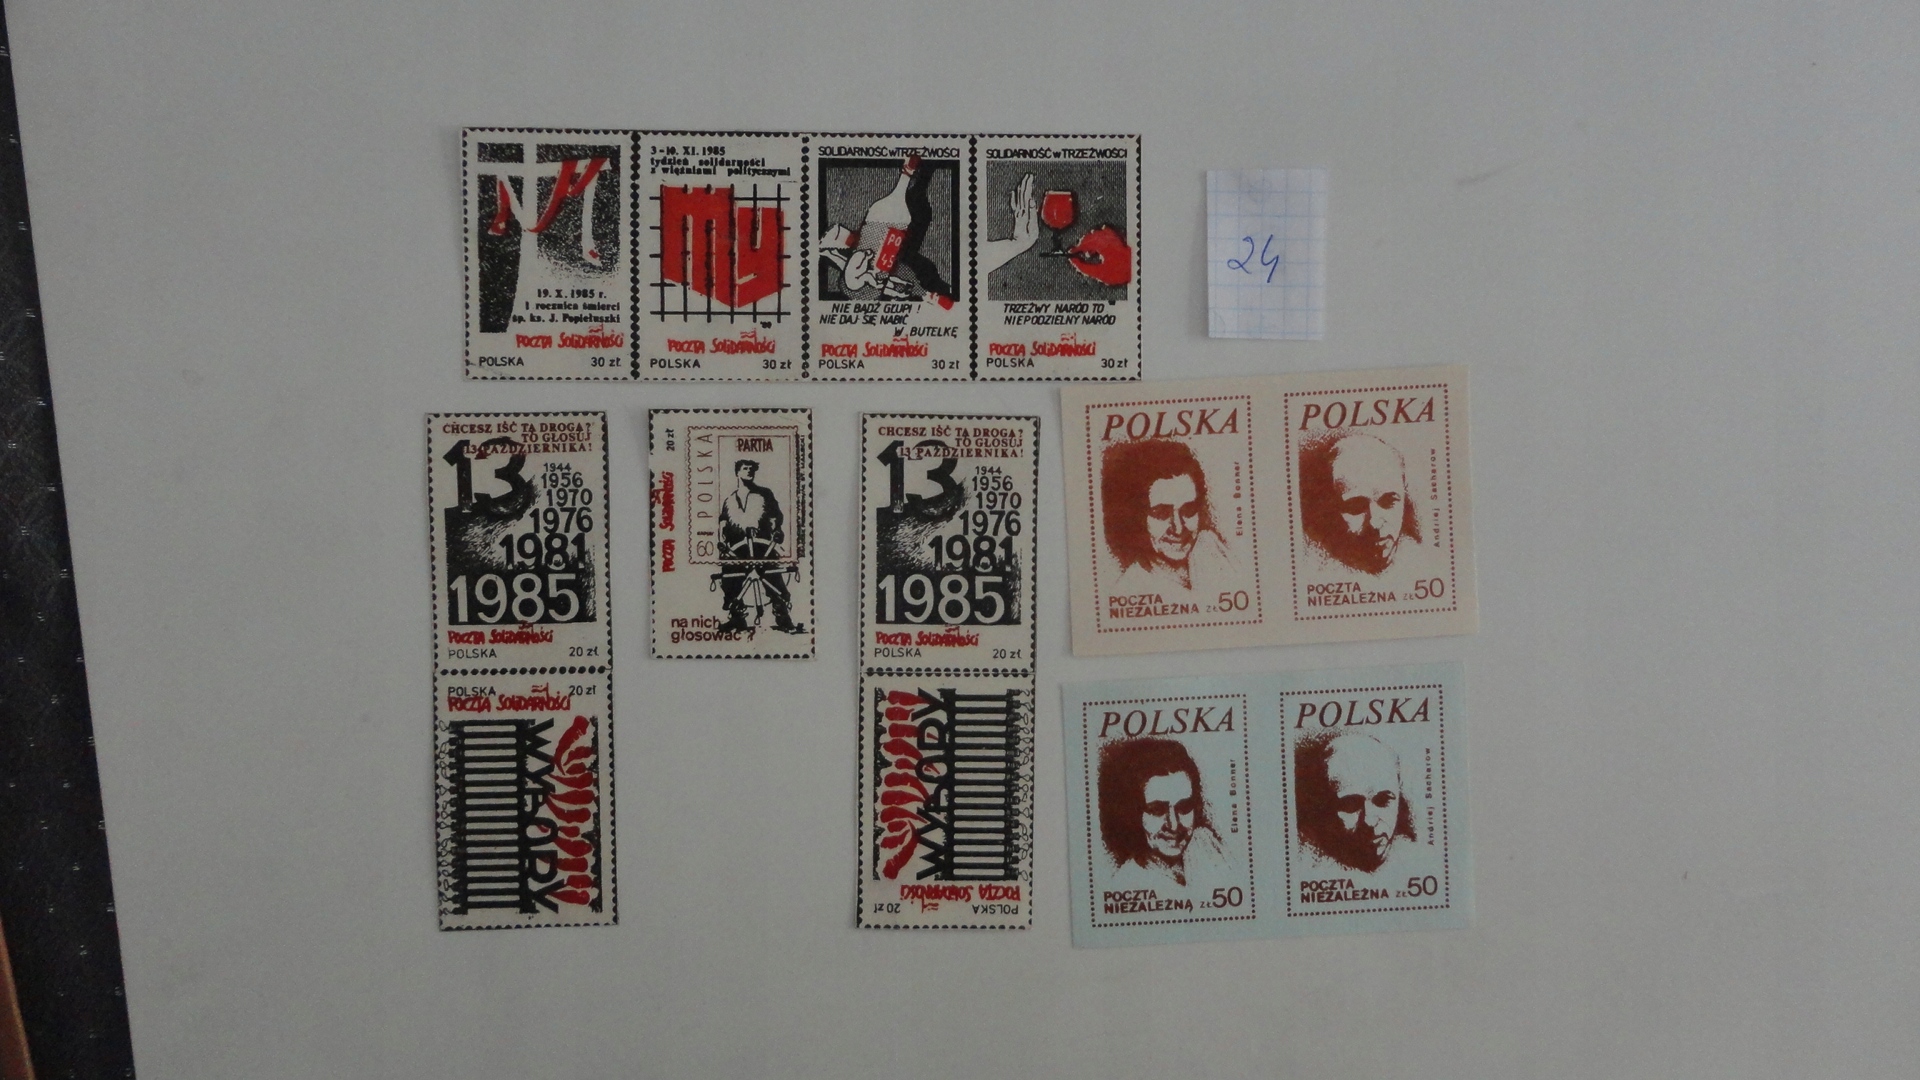 19. X. 1985 r.
1 rocznica śmierci
śp. ks. J. Popiełuszki
POCZTA SOLIDARNOŚCI
POLSKA 30 zł
3-10. XI. 1985
tydzień solidarności
z więźniami politycznymi
my
POCZTA SOLIDARNOŚCI
POLSKA 30 zł
SOLIDARNOŚĆ w TRZEŹWOŚCI
PO
45
NIE BĄDŹ GŁUPI !
NIE DAJ SIĘ NABIĆ
W BUTELKĘ
POCZTA SOLIDARNOŚCI
POLSKA 30 zł
SOLIDARNOŚĆ w TRZEŹWOŚCI
TRZEŹWY NARÓD TO
NIEPODZIELNY NARÓD
POCZTA SOLIDARNOŚCI
POLSKA 30 zł
24
CHCESZ IŚĆ TĄ DROGĄ?
TO GŁOSUJ
13 PAŹDZIERNIKA!
13
1944
1956
1970
1976
1981
1985
POCZTA SOLIDARNOŚCI
POLSKA 20 zł
POLSKA 20 zł
POCZTA SOLIDARNOŚCI
WYBORY
20 zł
POCZTA SOLIDARNOŚCI
POLSKA
60
PARTIA
na nich
głosować ?
CHCESZ IŚĆ TĄ DROGĄ?
TO GŁOSUJ
13 PAŹDZIERNIKA!
13
1944
1956
1970
1976
1981
1985
POCZTA SOLIDARNOŚCI
POLSKA 20 zł
WYBORY
POCZTA SOLIDARNOŚCI
POLSKA 20 zł
POLSKA
Elena Bonner
POCZTA
NIEZALEŻNA ZŁ 50
POLSKA
Andriej Sacharow
POCZTA
NIEZALEŻNA ZŁ 50
POLSKA
Elena Bonner
POCZTA
NIEZALEŻNA ZŁ 50
POLSKA
Andriej Sacharow
POCZTA
NIEZALEŻNA ZŁ 50